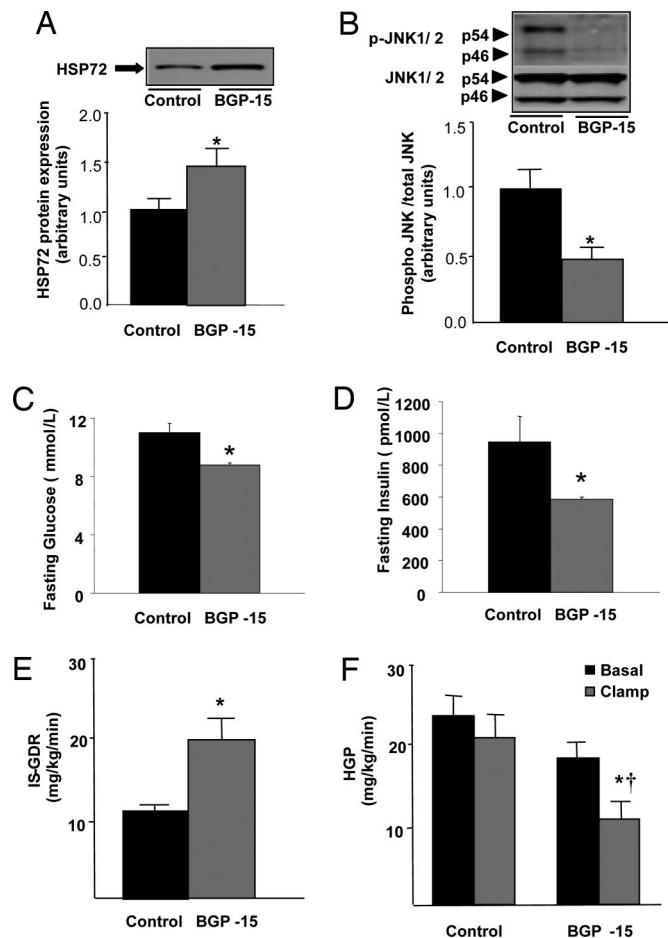 A
HSP72
Control BGP-15
HSP72 protein expression
(arbitrary units)
2.0
1.5
1.0
0.5
0.0
*
Control BGP -15
B
p-JNK1/ 2 p54
p46
JNK1/ 2 p54
p46
Control BGP-15
Phospho JNK /total JNK
(arbitrary units)
1.5
1.0
0.5
0.0
*
Control BGP -15
C
Fasting Glucose ( mmol/L)
12
9
6
4
0
*
Control BGP -15
D
Fasting Insulin ( pmol/L)
1200
1000
800
600
400
200
0
*
Control BGP -15
E
IS-GDR
(mg/kg/min)
30
20
10
*
Control BGP -15
F
HGP
(mg/kg/min)
30
20
10
Basal
Clamp
*†
Control BGP -15